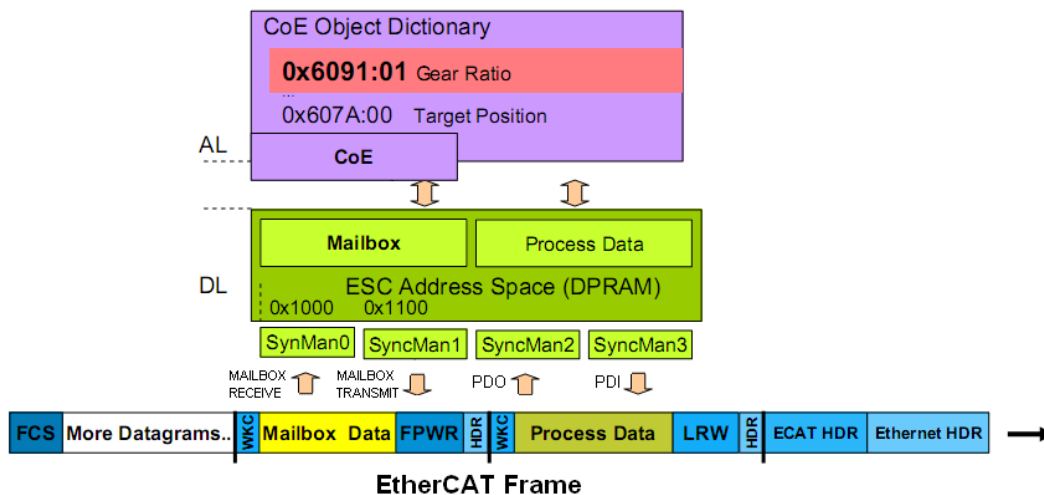 CoE Object Dictionary
0x6091:01 Gear Ratio
...
0x607A:00 Target Position
AL
CoE
Mailbox
Process Data
DL
ESC Address Space (DPRAM)
0x1000 0x1100
SynMan0
SyncMan1
SyncMan2
SyncMan3
MAILBOX
RECEIVE
MAILBOX
TRANSMIT
PDO
PDI
FCS
More Datagrams..
WKC
Mailbox Data
FPWR
HDR
WKC
Process Data
LRW
HDR
ECAT HDR
Ethernet HDR
EtherCAT Frame